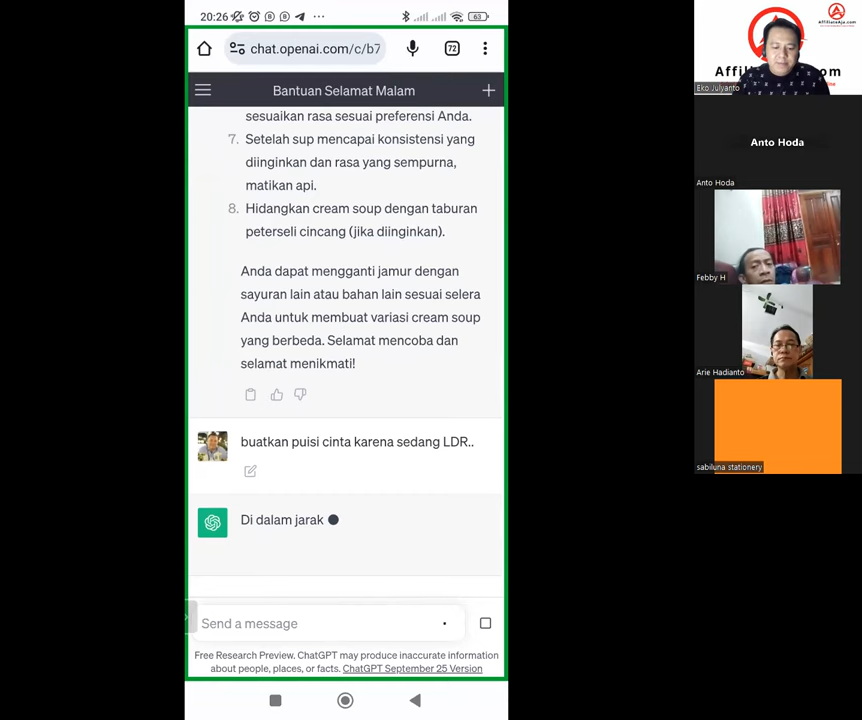 20:26
63
chat.openai.com/c/b7
72
Bantuan Selamat Malam
sesuaikan rasa sesuai preferensi Anda.
7. Setelah sup mencapai konsistensi yang
diinginkan dan rasa yang sempurna,
matikan api.
8. Hidangkan cream soup dengan taburan
peterseli cincang (jika diinginkan).
Anda dapat mengganti jamur dengan
sayuran lain atau bahan lain sesuai selera
Anda untuk membuat variasi cream soup
yang berbeda. Selamat mencoba dan
selamat menikmati!
buatkan puisi cinta karena sedang LDR..
Di dalam jarak
Send a message
Free Research Preview. ChatGPT may produce inaccurate information
about people, places, or facts. ChatGPT September 25 Version
AffiliateAja.com
Eko Julyanto
Anto Hoda
Anto Hoda
Febby H
Arie Hadianto
sabiluna stationery